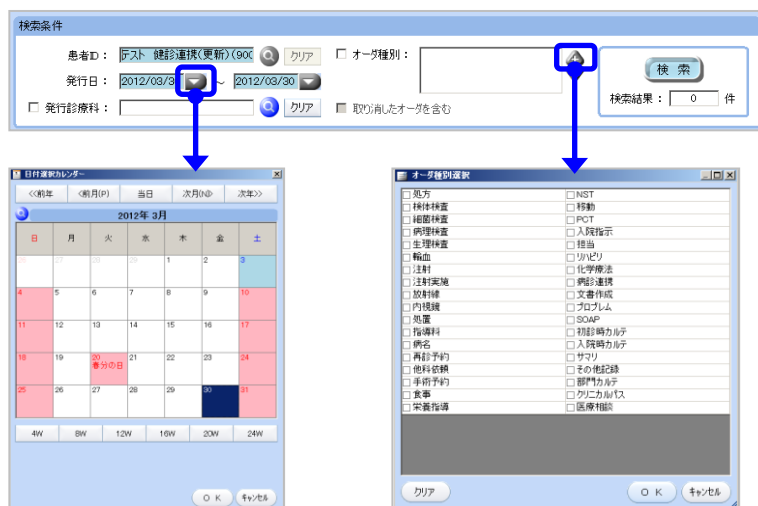 検索条件
患者ID： テスト 健診連携(更新)(900 クリア □ オーダ種別：
検索
発行日： 2012/03/3 ～ 2012/03/30
検索結果： 0 件
□ 発行診療科： クリア 取り消したオーダを含む
日付選択カレンダー
<<前年 <前月(P) 当日 次月(N)> 次年>>
2012年 3月
日 月 火 水 木 金 土
26 27 28 29 1 2 3
4 5 6 7 8 9 10
11 12 13 14 15 16 17
18 19 20 21 22 23 24
春分の日
25 26 27 28 29 30 31
4W 8W 12W 16W 20W 24W
ＯＫ キャンセル
オーダ種別選択
□処方 □NST
□検体検査 □移動
□細菌検査 □PCT
□病理検査 □入院指示
□生理検査 □担当
□輸血 □リハビリ
□注射 □化学療法
□注射実施 □病診連携
□放射線 □文書作成
□内視鏡 □プロブレム
□処置 □SOAP
□指導料 □初診時カルテ
□病名 □入院時カルテ
□再診予約 □サマリ
□他科依頼 □その他記録
□手術予約 □部門カルテ
□食事 □クリニカルパス
□栄養指導 □医療相談
クリア ＯＫ キャンセル